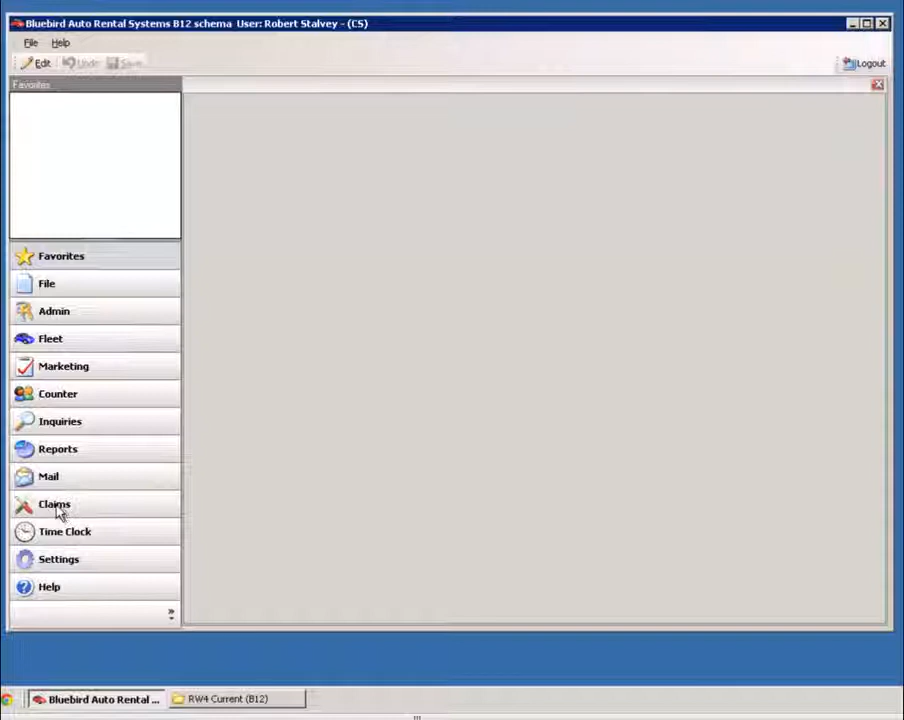 Bluebird Auto Rental Systems B12 schema User: Robert Stalvey - (CS)
File Help
Edit Undo Save Logout
Favorites
Favorites
File
Admin
Fleet
Marketing
Counter
Inquiries
Reports
Mail
Claims
Time Clock
Settings
Help
Bluebird Auto Rental ... RW4 Current (B12)